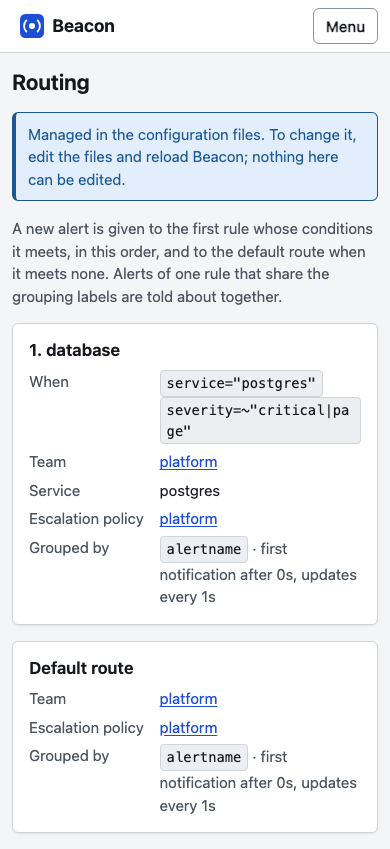 Beacon
Menu
Routing
Managed in the configuration files. To change it,
edit the files and reload Beacon; nothing here
can be edited.
A new alert is given to the first rule whose conditions
it meets, in this order, and to the default route when
it meets none. Alerts of one rule that share the
grouping labels are told about together.
1. database
When service="postgres"
severity=~"critical|pa
ge"
Team platform
Service postgres
Escalation policy platform
Grouped by alertname · first
notification after 0s, updates
every 1s
Default route
Team platform
Escalation policy platform
Grouped by alertname · first
notification after 0s, updates
every 1s